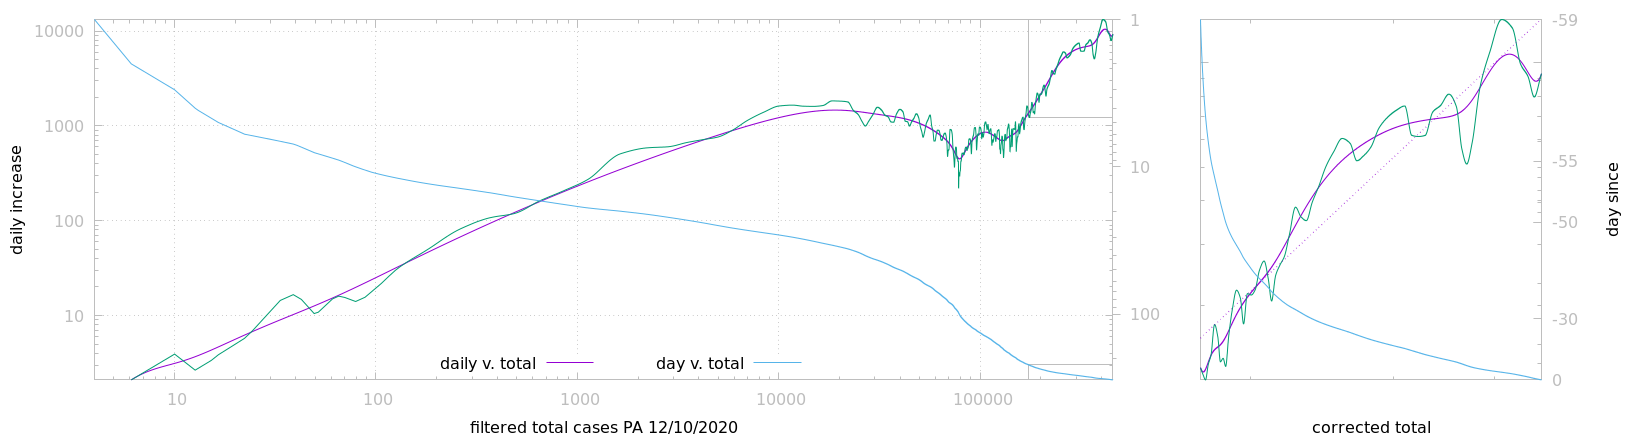 10000
1000
100
10
daily increase
10
100
1000
10000
100000
filtered total cases PA 12/10/2020
daily v. total
day v. total
1
10
100
-59
-55
-50
-30
0
day since
corrected total